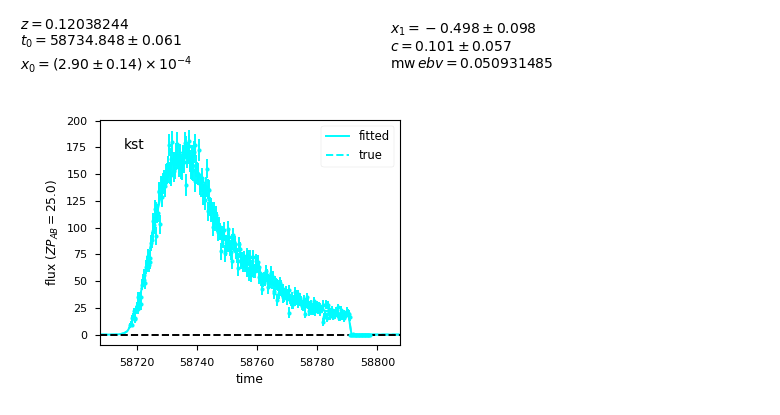 z = 0.12038244
t₀ = 58734.848 ± 0.061
x₀ = (2.90 ± 0.14) × 10⁻⁴
x₁ = − 0.498 ± 0.098
c = 0.101 ± 0.057
mw ebv = 0.050931485
kst
fitted
true
200
175
150
125
100
75
50
25
0
flux (ZP_AB = 25.0)
58720 58740 58760 58780 58800
time